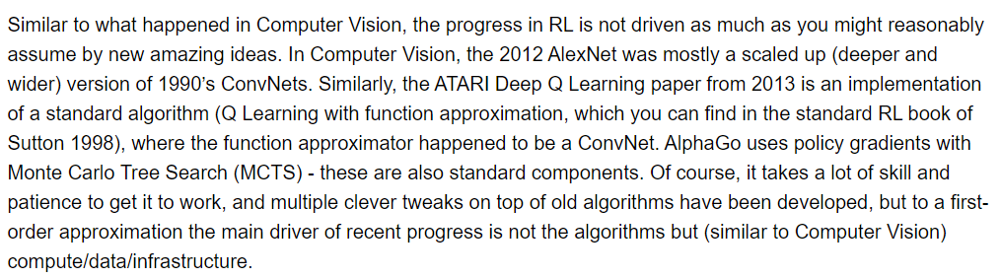 Similar to what happened in Computer Vision, the progress in RL is not driven as much as you might reasonably
assume by new amazing ideas. In Computer Vision, the 2012 AlexNet was mostly a scaled up (deeper and
wider) version of 1990's ConvNets. Similarly, the ATARI Deep Q Learning paper from 2013 is an implementation
of a standard algorithm (Q Learning with function approximation, which you can find in the standard RL book of
Sutton 1998), where the function approximator happened to be a ConvNet. AlphaGo uses policy gradients with
Monte Carlo Tree Search (MCTS) - these are also standard components. Of course, it takes a lot of skill and
patience to get it to work, and multiple clever tweaks on top of old algorithms have been developed, but to a first-
order approximation the main driver of recent progress is not the algorithms but (similar to Computer Vision)
compute/data/infrastructure.